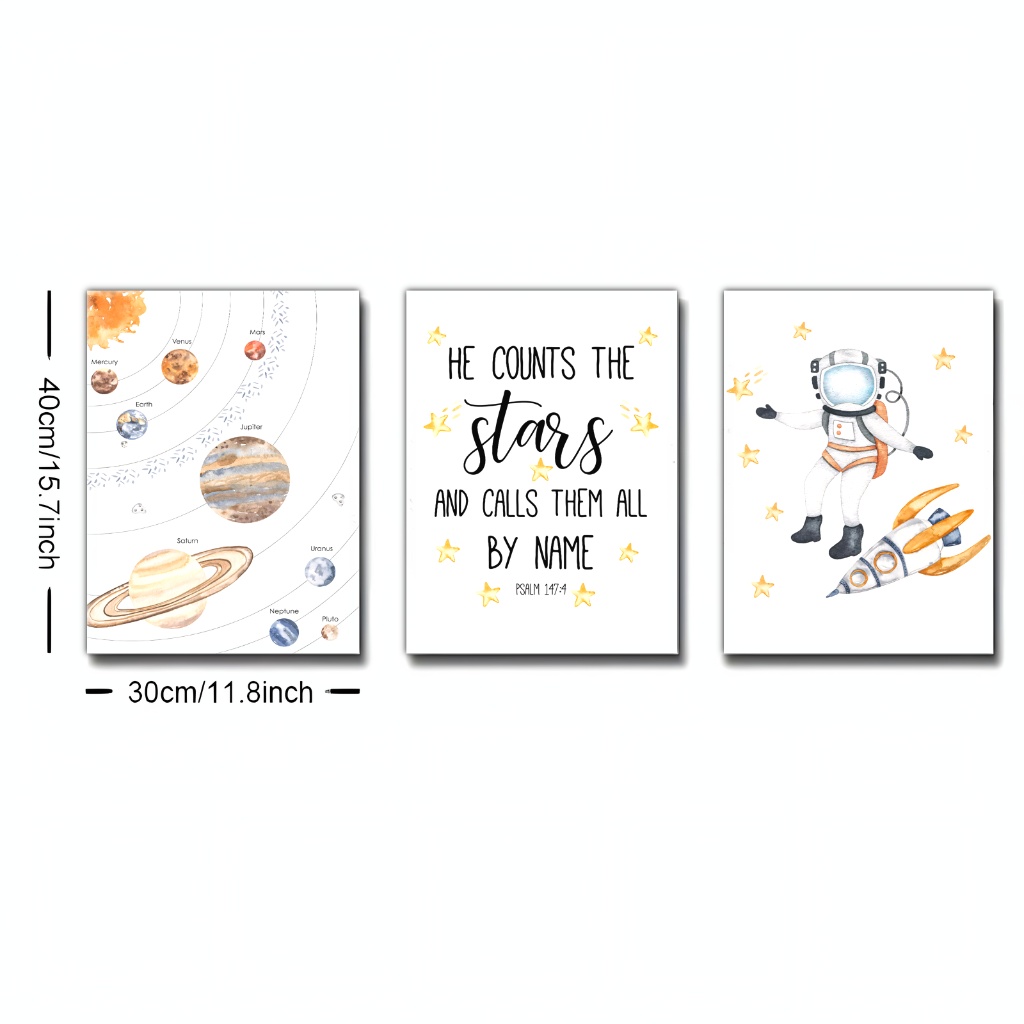 40cm/15.7inch
Mars
Venus
Mercury
Earth
Jupiter
Saturn
Uranus
Neptune
Pluto
30cm/11.8inch
HE COUNTS THE
stars
AND CALLS THEM ALL
BY NAME
PSALM 147:4